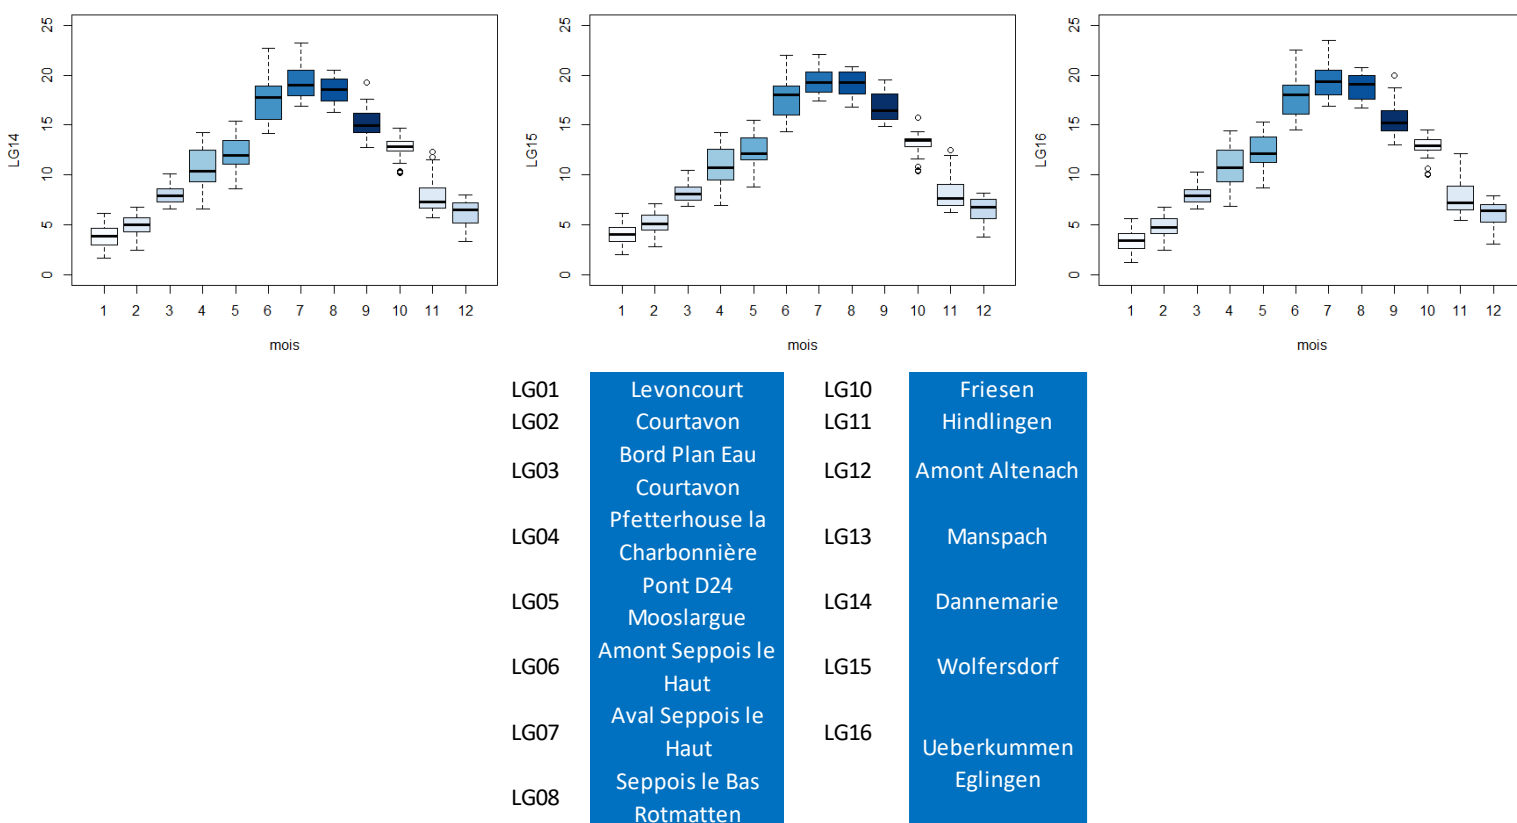 LG14
25
20
15
10
5
0
1 2 3 4 5 6 7 8 9 10 11 12
mois
LG15
25
20
15
10
5
0
1 2 3 4 5 6 7 8 9 10 11 12
mois
LG16
25
20
15
10
5
0
1 2 3 4 5 6 7 8 9 10 11 12
mois
LG01 Levoncourt LG10 Friesen
LG02 Courtavon LG11 Hindlingen
LG03 Bord Plan Eau
Courtavon
LG12 Amont Altenach
LG04 Pfetterhouse la
Charbonnière
LG13 Manspach
LG05 Pont D24
Mooslargue
LG14 Dannemarie
LG06 Amont Seppois le
Haut
LG15 Wolfersdorf
LG07 Aval Seppois le
Haut
LG16 Ueberkummen
Eglingen
LG08 Seppois le Bas
Rotmatten